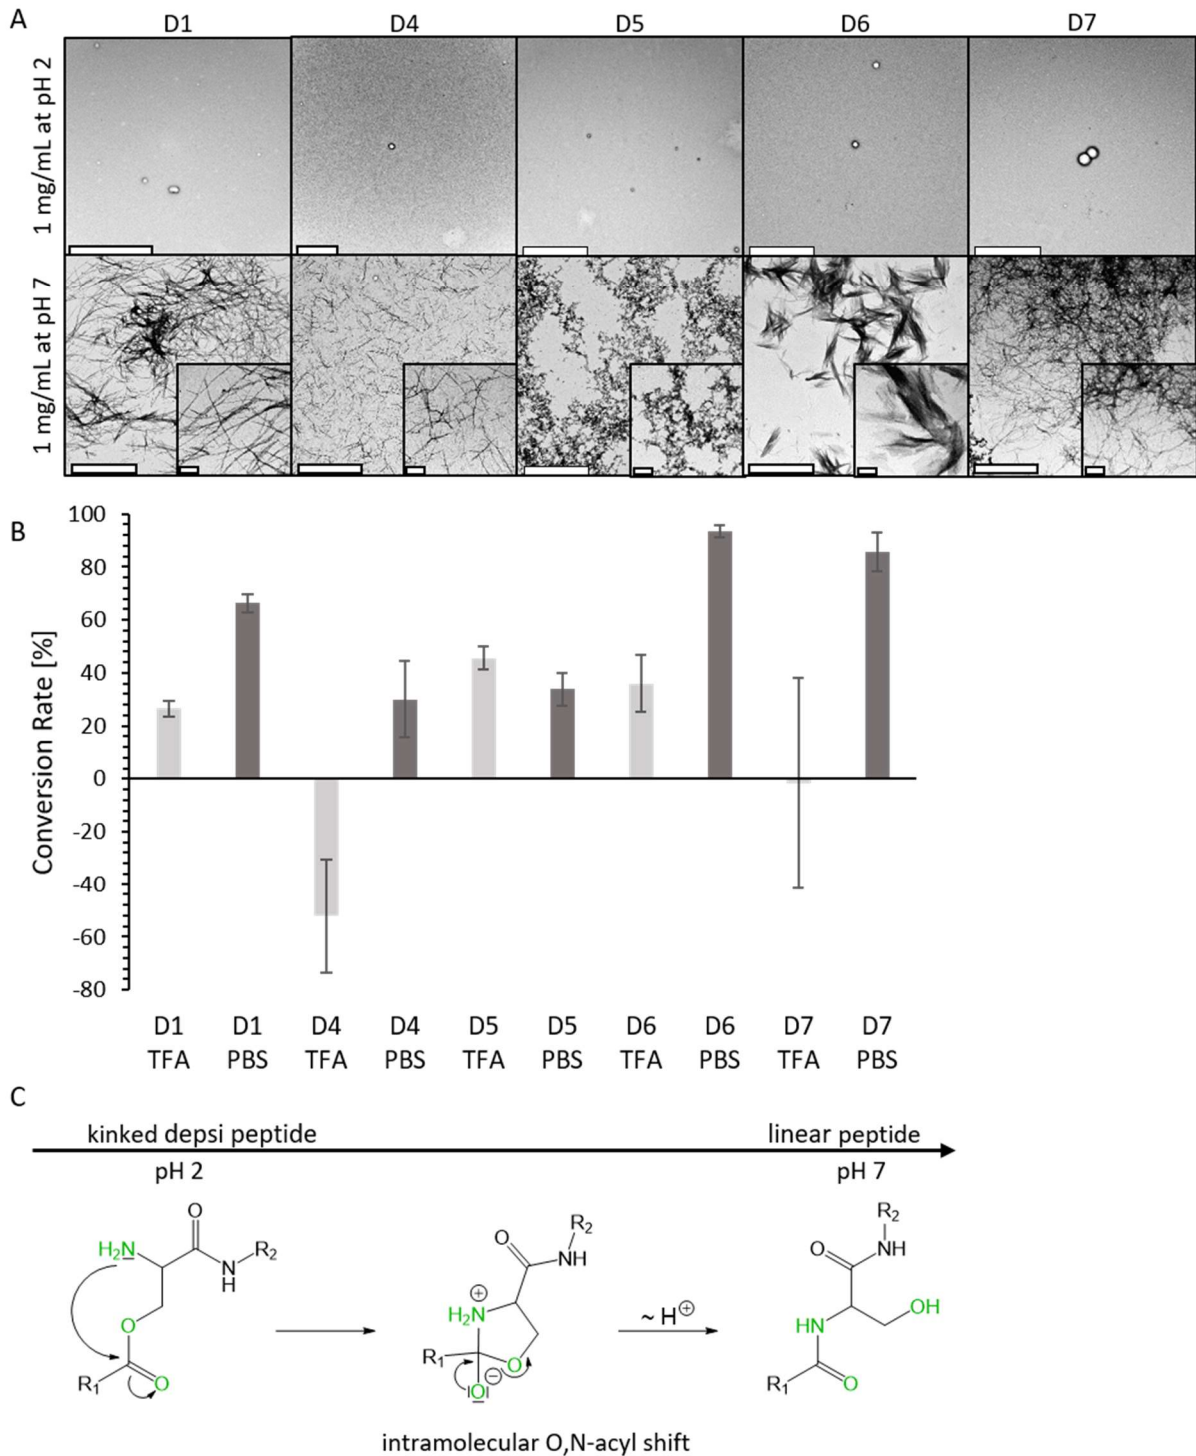 A
D1 D4 D5 D6 D7
1 mg/mL at pH 2
1 mg/mL at pH 7
B
Conversion Rate [%]
100
80
60
40
20
0
-20
-40
-60
-80
D1 D1 D4 D4 D5 D5 D6 D6 D7 D7
TFA PBS TFA PBS TFA PBS TFA PBS TFA PBS
C
kinked depsi peptide linear peptide
pH 2 pH 7
H2N O N H R2 O O R1
O R2 NH ⊕ H2N R1 O |O| ⊖
~ H⊕
R2 O NH OH HN R1 O
intramolecular O,N-acyl shift